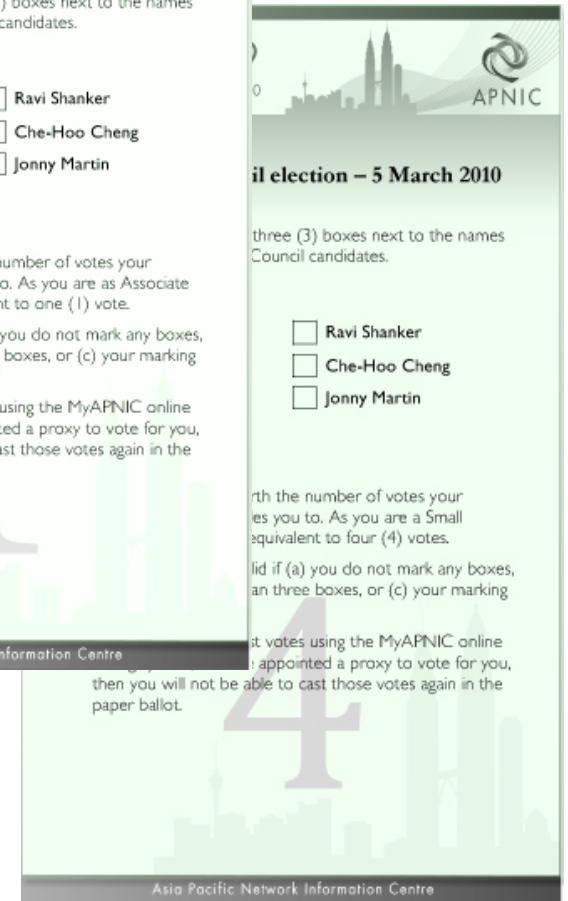 ) boxes next to the names
candidates.
Ravi Shanker
Che-Hoo Cheng
Jonny Martin
number of votes your
o. As you are as Associate
nt to one (1) vote.
you do not mark any boxes,
boxes, or (c) your marking
using the MyAPNIC online
ted a proxy to vote for you,
ast those votes again in the
nformation Centre
0
APNIC
il election – 5 March 2010
three (3) boxes next to the names
Council candidates.
Ravi Shanker
Che-Hoo Cheng
Jonny Martin
rth the number of votes your
les you to. As you are a Small
equivalent to four (4) votes.
lid if (a) you do not mark any boxes,
an three boxes, or (c) your marking
st votes using the MyAPNIC online
appointed a proxy to vote for you,
then you will not be able to cast those votes again in the
paper ballot.
4
Asia Pacific Network Information Centre